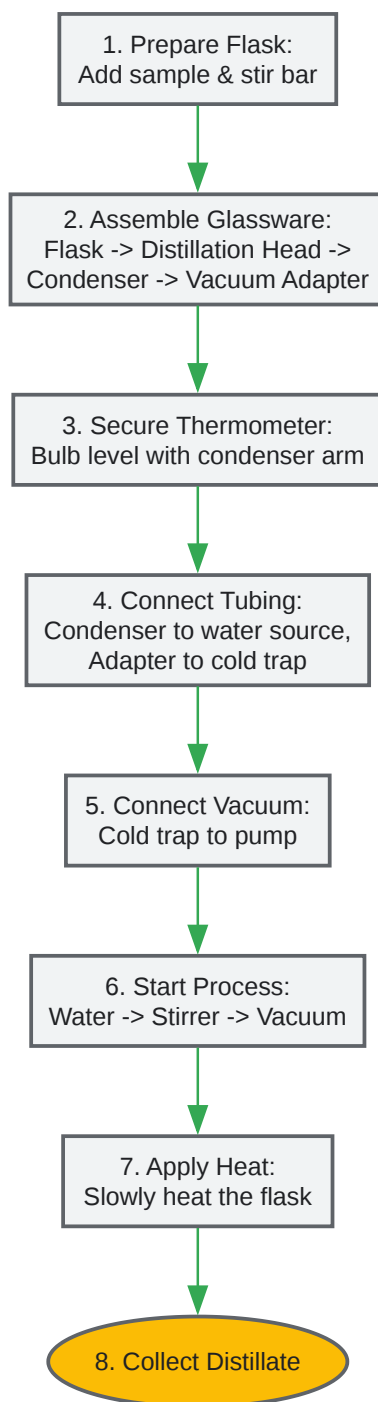 1. Prepare Flask:
Add sample & stir bar
2. Assemble Glassware:
Flask -> Distillation Head ->
Condenser -> Vacuum Adapter
3. Secure Thermometer:
Bulb level with condenser arm
4. Connect Tubing:
Condenser to water source,
Adapter to cold trap
5. Connect Vacuum:
Cold trap to pump
6. Start Process:
Water -> Stirrer -> Vacuum
7. Apply Heat:
Slowly heat the flask
8. Collect Distillate